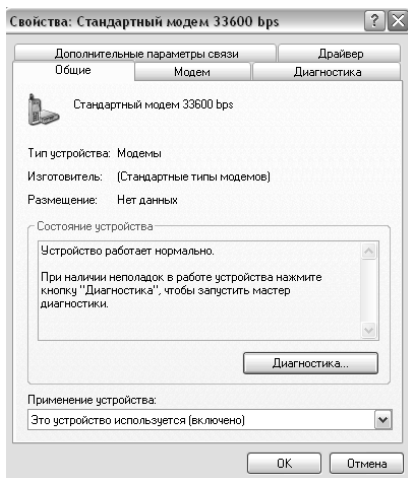 Свойства: Стандартный модем 33600 bps
Дополнительные параметры связи
Драйвер
Общие
Модем
Диагностика
Стандартный модем 33600 bps
Тип устройства: Модемы
Изготовитель: (Стандартные типы модемов)
Размещение: Нет данных
Состояние устройства
Устройство работает нормально.
При наличии неполадок в работе устройства нажмите
кнопку "Диагностика", чтобы запустить мастер
диагностики.
Диагностика...
Применение устройства:
Это устройство используется (включено)
OK
Отмена